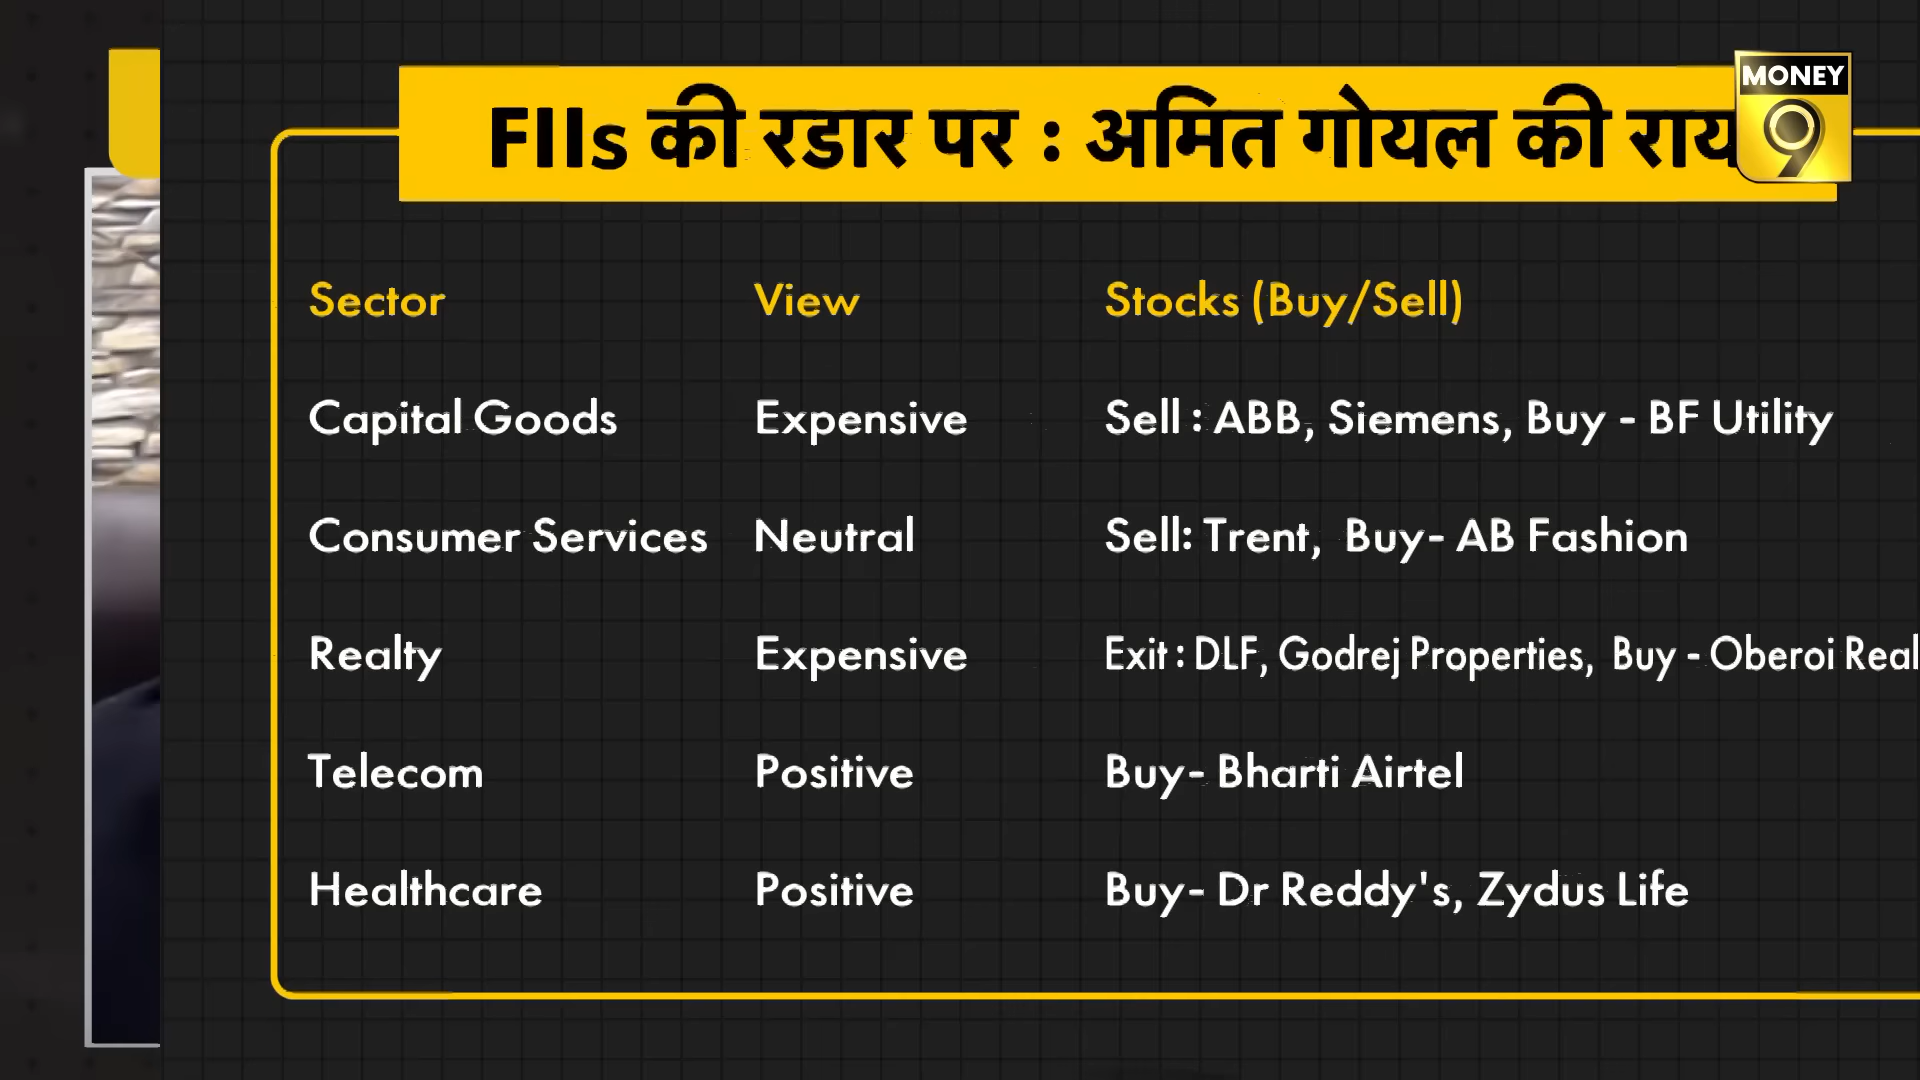 FIIs की रडार पर : अमित गोयल की राय
MONEY
9
Sector View Stocks (Buy/Sell)
Capital Goods Expensive Sell : ABB, Siemens, Buy - BF Utility
Consumer Services Neutral Sell: Trent, Buy- AB Fashion
Realty Expensive Exit : DLF, Godrej Properties, Buy - Oberoi Real
Telecom Positive Buy- Bharti Airtel
Healthcare Positive Buy- Dr Reddy's, Zydus Life